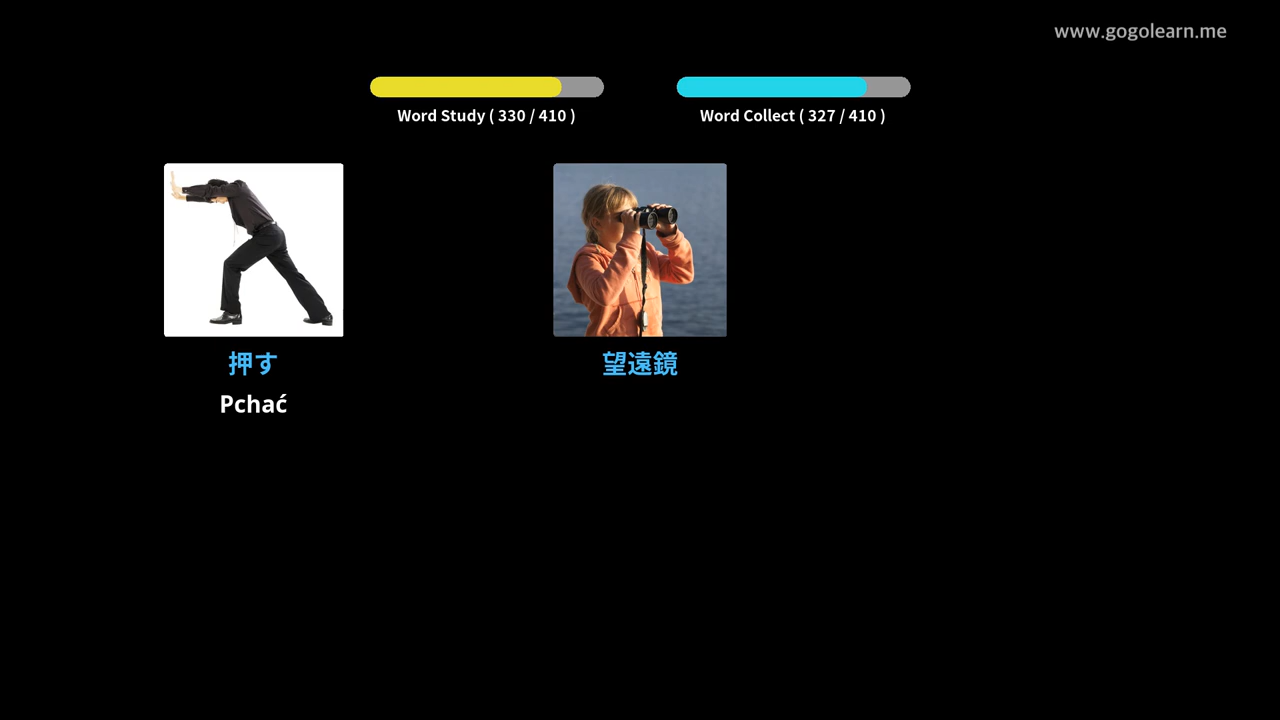 www.gogolearn.me
Word Study ( 330 / 410 )
Word Collect ( 327 / 410 )
押す
Pchać
望遠鏡